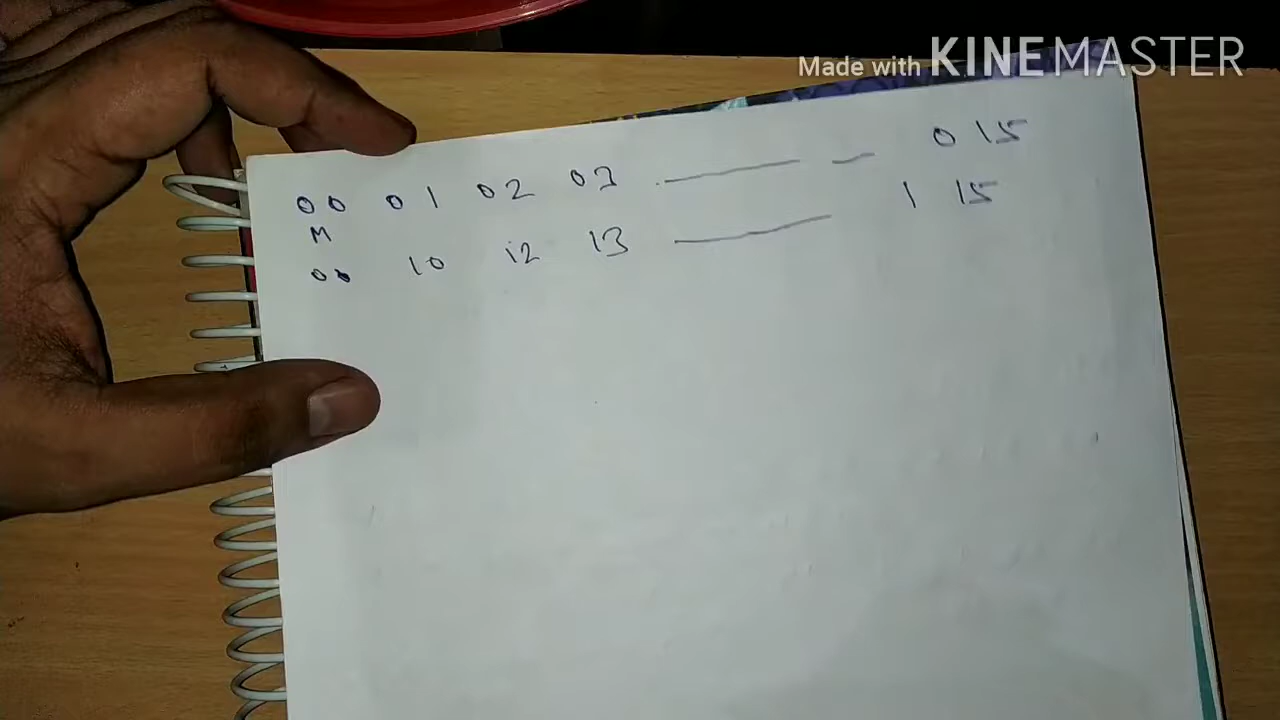 Made with KINEMASTER
00 01 02 03 ——— — 0 15
M
00 10 12 13 ——— 1 15